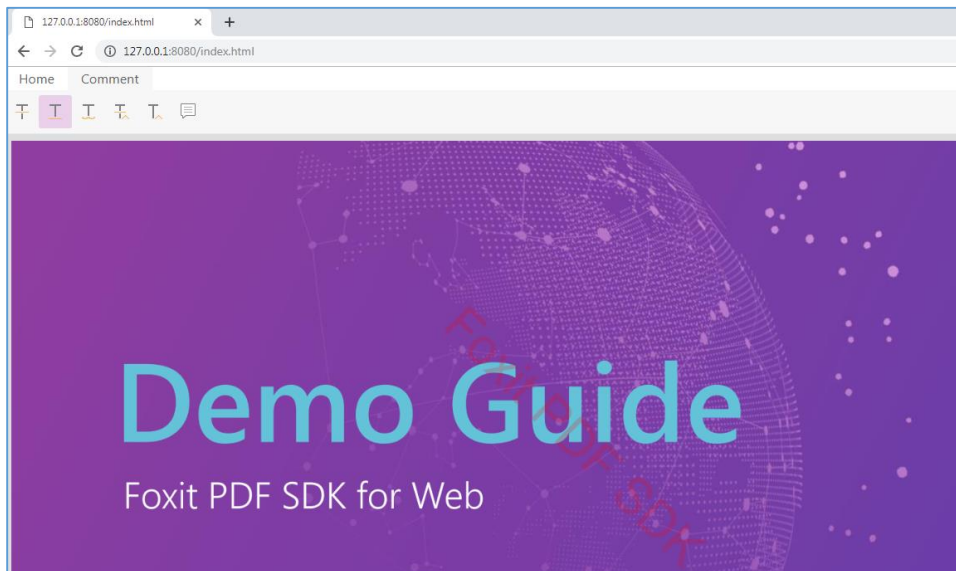 127.0.0.1:8080/index.html
127.0.0.1:8080/index.html
Home Comment
T T T T T
Demo Guide
Foxit PDF SDK for Web
Foxit PDF SDK